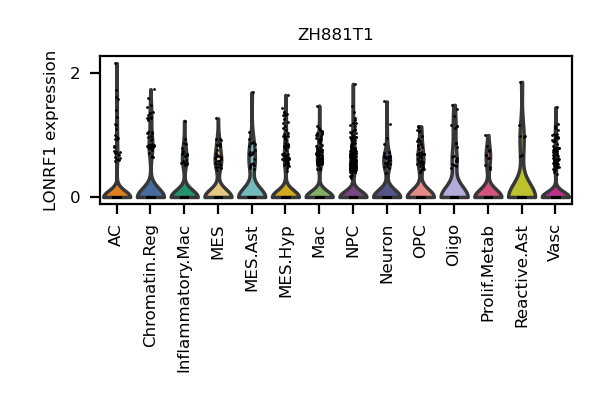 ZH881T1
LONRF1 expression
2
0
AC
Chromatin.Reg
Inflammatory.Mac
MES
MES.Ast
MES.Hyp
Mac
NPC
Neuron
OPC
Oligo
Prolif.Metab
Reactive.Ast
Vasc